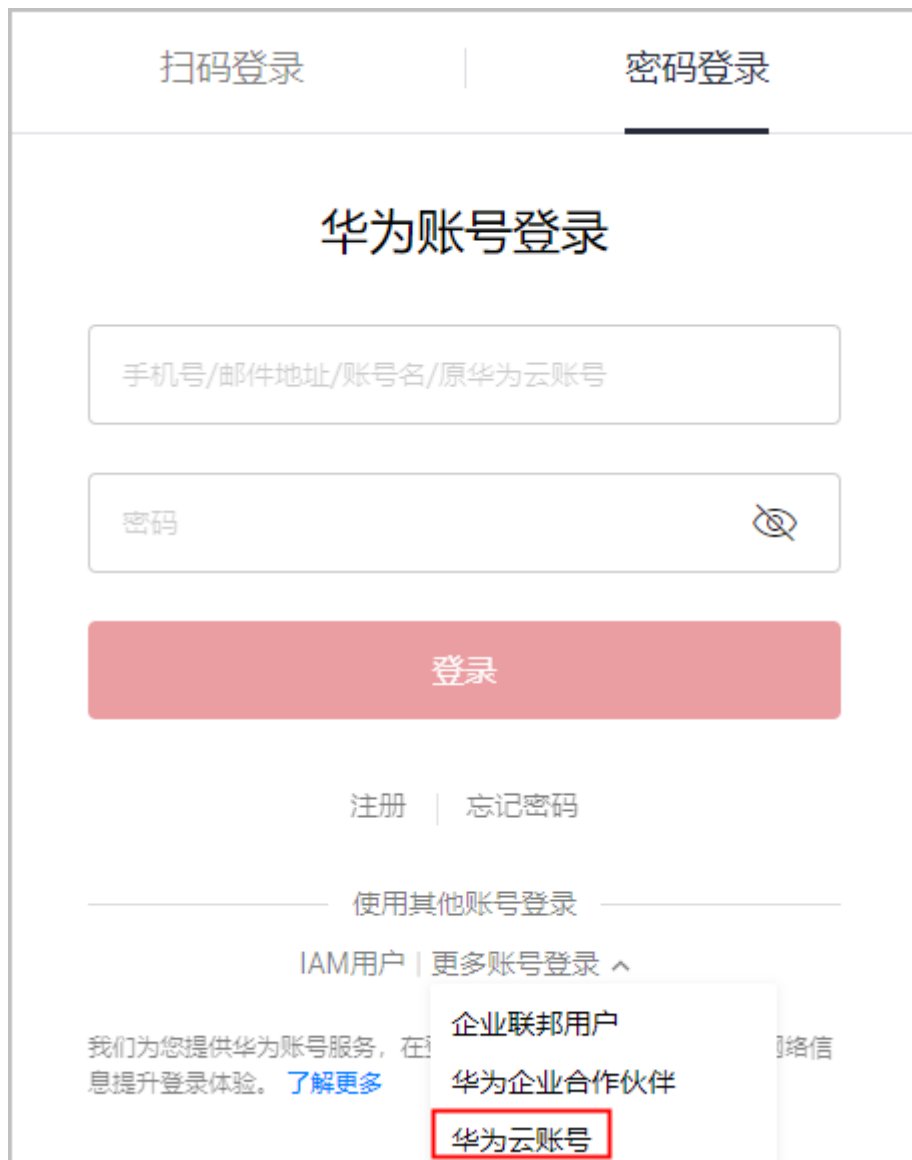 扫码登录 密码登录
华为账号登录
手机号/邮件地址/账号名/原华为云账号
密码
登录
注册 忘记密码
使用其他账号登录
IAM用户 更多账号登录
企业联邦用户
我们为您提供华为账号服务，在 络信
息提升登录体验。 了解更多
华为企业合作伙伴
华为云账号